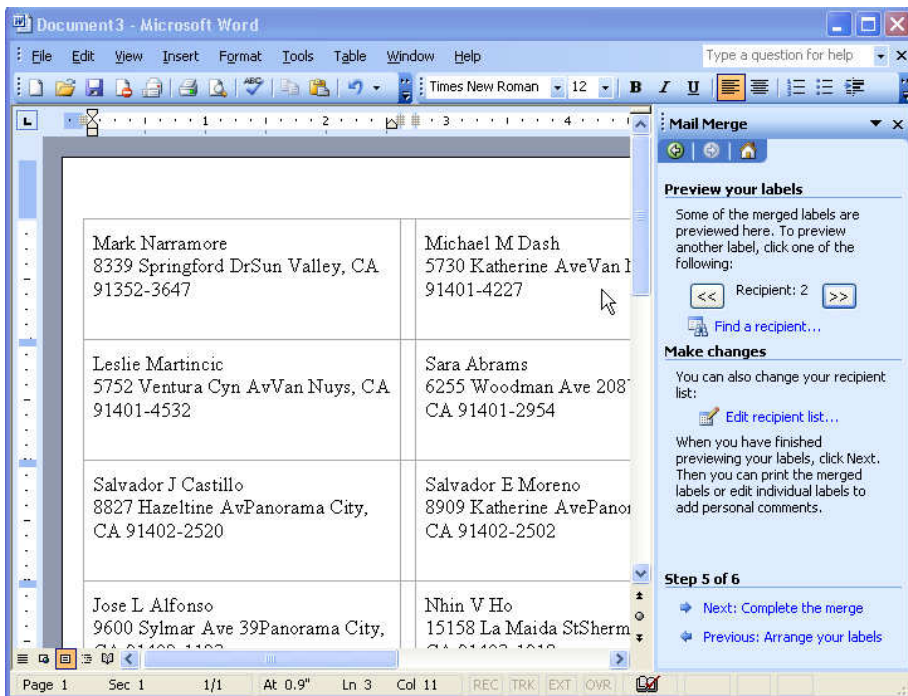 Document3 - Microsoft Word
File Edit View Insert Format Tools Table Window Help Type a question for help
Times New Roman 12 B I U
L 1 2 3 4
Mail Merge
Preview your labels
Some of the merged labels are
previewed here. To preview
another label, click one of the
following:
<< Recipient: 2 >>
Find a recipient...
Make changes
You can also change your recipient
list:
Edit recipient list...
When you have finished
previewing your labels, click Next.
Then you can print the merged
labels or edit individual labels to
add personal comments.
Step 5 of 6
Next: Complete the merge
Previous: Arrange your labels
Mark Narramore
8339 Springford DrSun Valley, CA
91352-3647
Michael M Dash
5730 Katherine AveVan
91401-4227
Leslie Martincic
5752 Ventura Cyn AvVan Nuys, CA
91401-4532
Sara Abrams
6255 Woodman Ave 208
CA 91401-2954
Salvador J Castillo
8827 Hazeltine AvPanorama City,
CA 91402-2520
Salvador E Moreno
8909 Katherine AvePanor
CA 91402-2502
Jose L Alfonso
9600 Sylmar Ave 39Panorama City,
Nhin V Ho
15158 La Maida StSherm
Page 1 Sec 1 1/1 At 0.9" Ln 3 Col 11 REC TRK EXT OVR